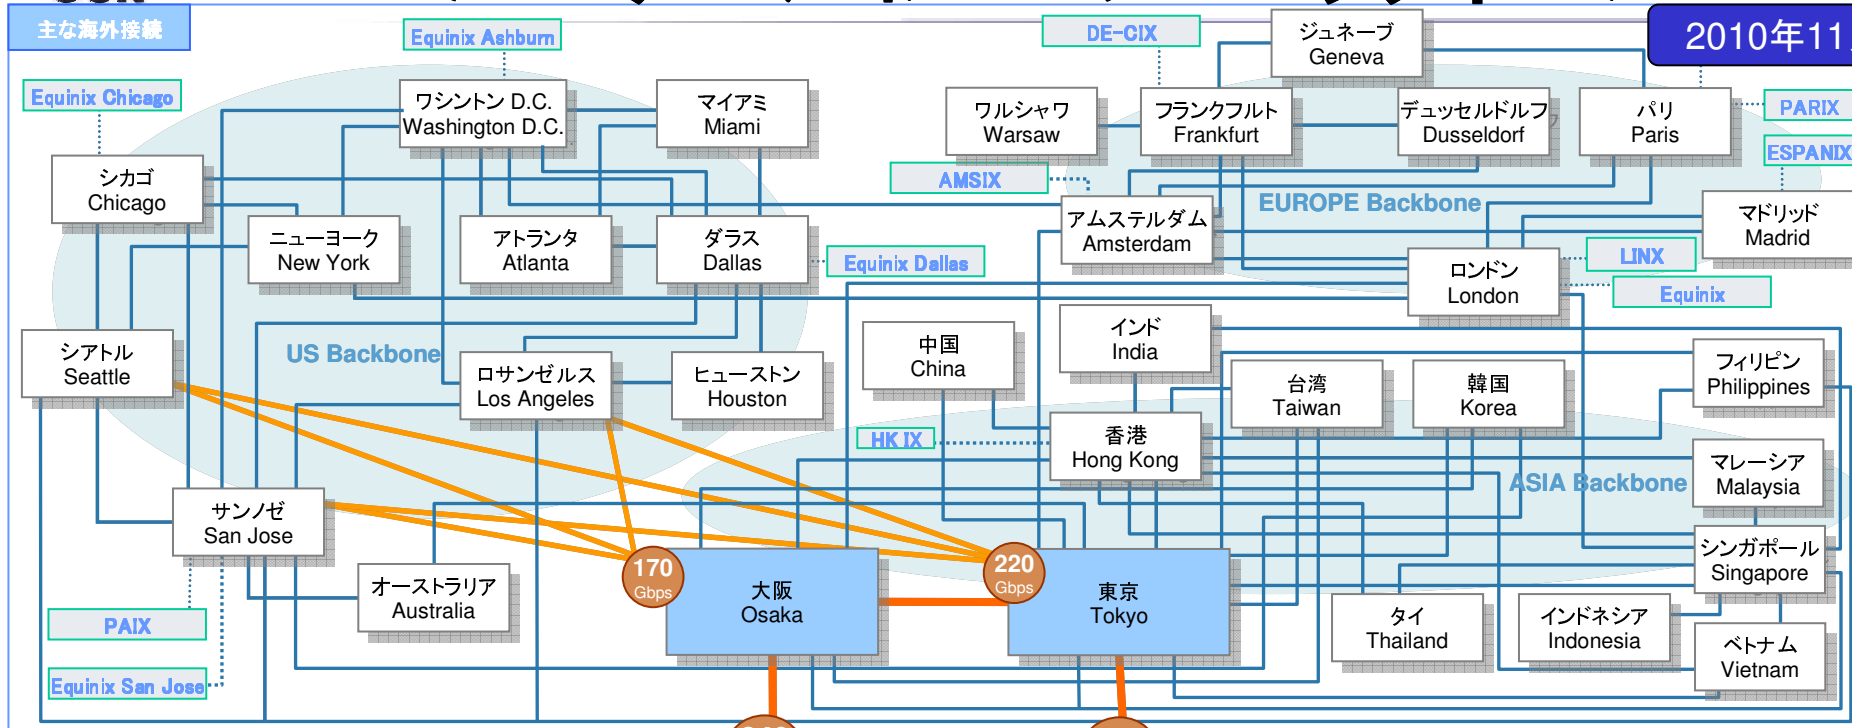 主な海外接続
2010年11
Equinix Ashburn
DE-CIX
ジュネーブ
Geneva
Equinix Chicago
ワシントン D.C.
Washington D.C.
マイアミ
Miami
ワルシャワ
Warsaw
フランクフルト
Frankfurt
デュッセルドルフ
Dusseldorf
パリ
Paris
PARIX
ESPANIX
シカゴ
Chicago
AMSIX
EUROPE Backbone
ニューヨーク
New York
アトランタ
Atlanta
ダラス
Dallas
アムステルダム
Amsterdam
マドリッド
Madrid
Equinix Dallas
ロンドン
London
LINX
Equinix
シアトル
Seattle
US Backbone
ロサンゼルス
Los Angeles
ヒューストン
Houston
中国
China
インド
India
台湾
Taiwan
韓国
Korea
フィリピン
Philippines
HK IX
香港
Hong Kong
ASIA Backbone
マレーシア
Malaysia
サンノゼ
San Jose
オーストラリア
Australia
170
Gbps
大阪
Osaka
220
Gbps
東京
Tokyo
シンガポール
Singapore
タイ
Thailand
インドネシア
Indonesia
ベトナム
Vietnam
PAIX
Equinix San Jose